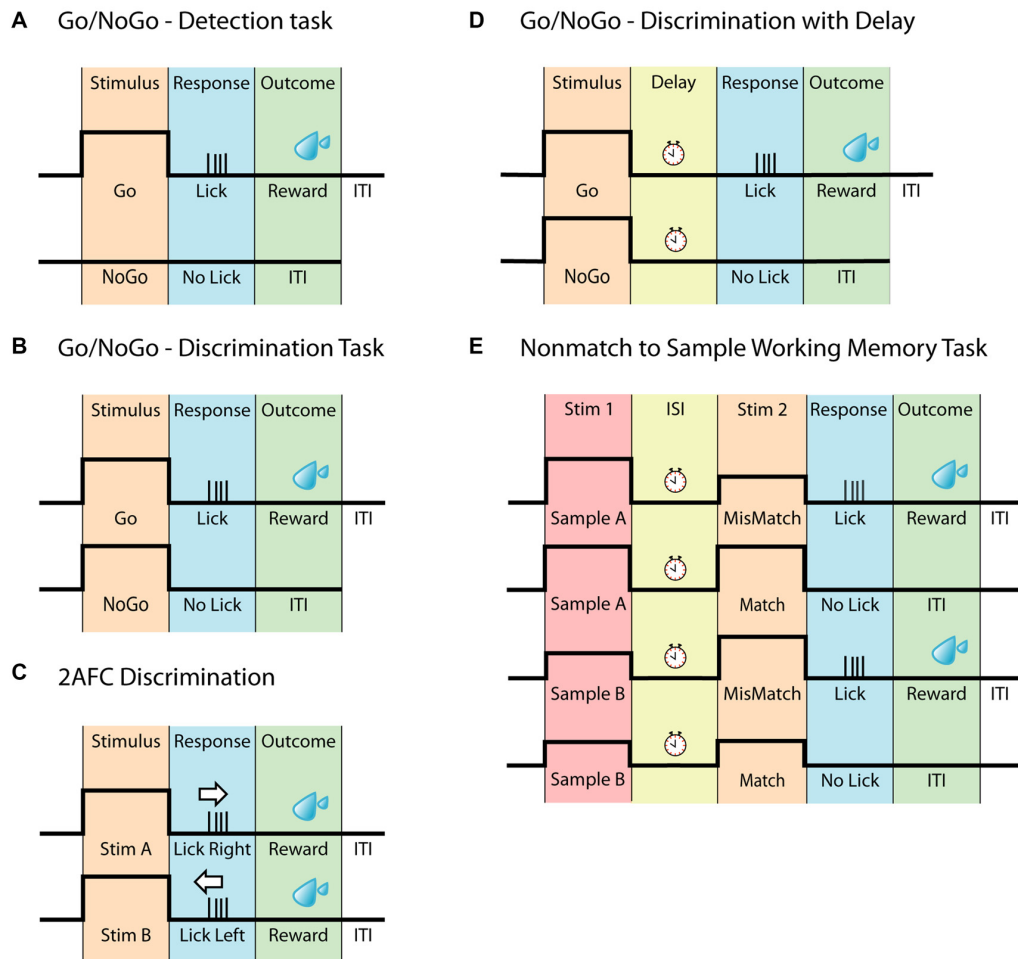 A Go/NoGo - Detection task
Stimulus Response Outcome
Go Lick Reward ITI
NoGo No Lick ITI
B Go/NoGo - Discrimination Task
Stimulus Response Outcome
Go Lick Reward ITI
NoGo No Lick ITI
C 2AFC Discrimination
Stimulus Response Outcome
Stim A Lick Right Reward ITI
Stim B Lick Left Reward ITI
D Go/NoGo - Discrimination with Delay
Stimulus Delay Response Outcome
Go Lick Reward ITI
NoGo No Lick ITI
E Nonmatch to Sample Working Memory Task
Stim 1 ISI Stim 2 Response Outcome
Sample A MisMatch Lick Reward ITI
Sample A Match No Lick ITI
Sample B MisMatch Lick Reward ITI
Sample B Match No Lick ITI